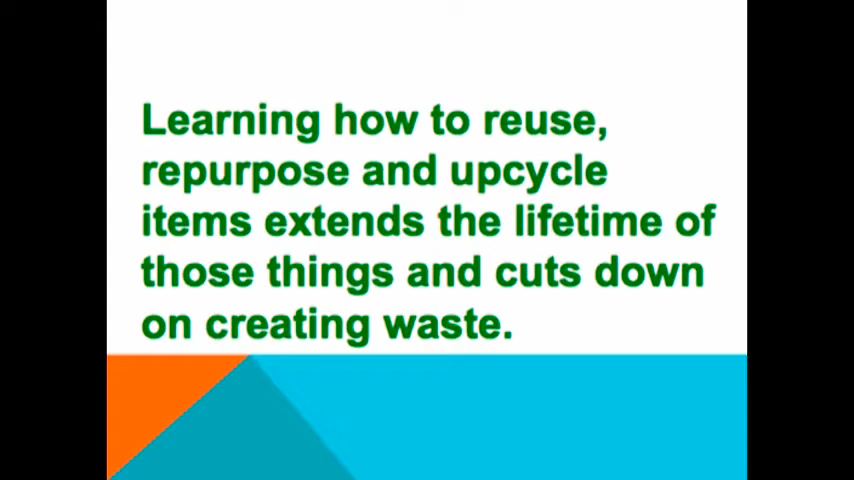 Learning how to reuse,
repurpose and upcycle
items extends the lifetime of
those things and cuts down
on creating waste.